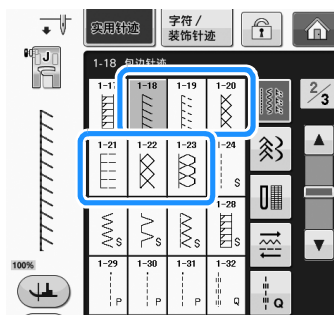 实用针迹 字符/
装饰针迹
J
1-18 包边针迹
2/3
1-17 1-18 1-19 1-20
1-21 1-22 1-23 1-24
S
1-28
S S S S
1-29 1-30 1-31 1-32
P P Q
Q
100%